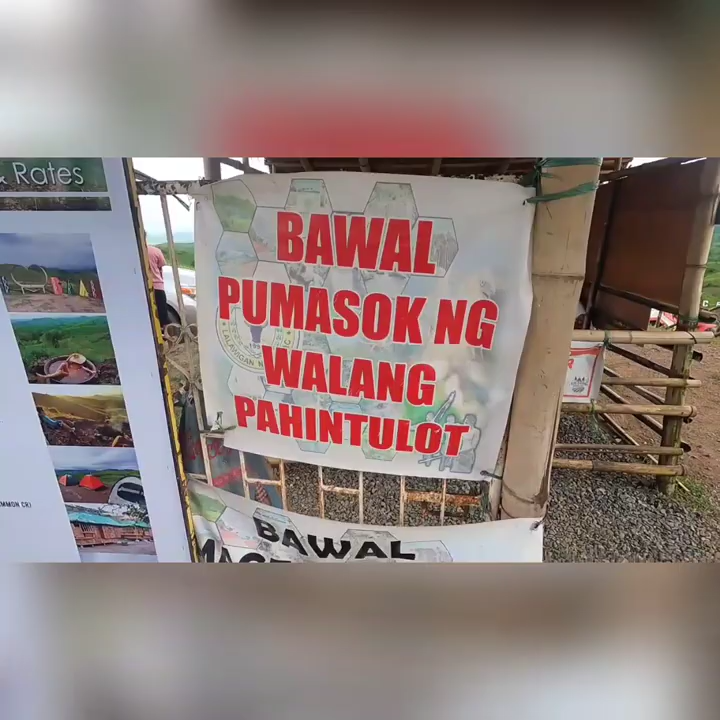 & Rates
BAWAL
PUMASOK NG
WALANG
PAHINTULOT
BAWAL